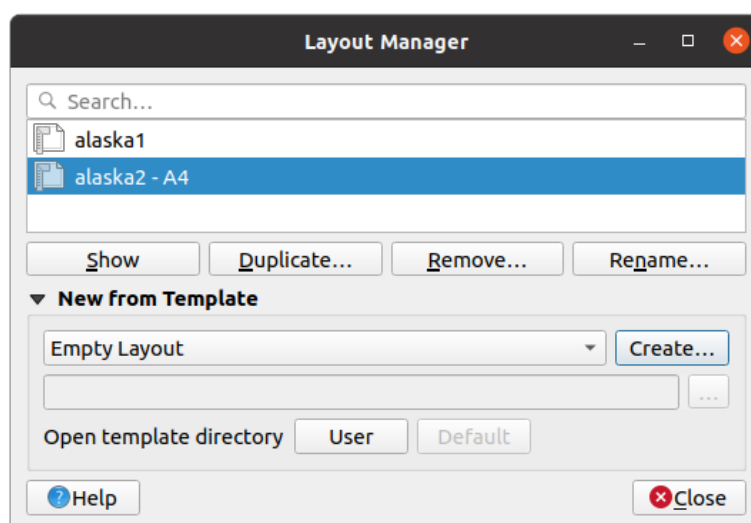 Layout Manager
Search…
alaska1
alaska2 - A4
Show Duplicate… Remove… Rename…
New from Template
Empty Layout Create…
…
Open template directory User Default
Help Close